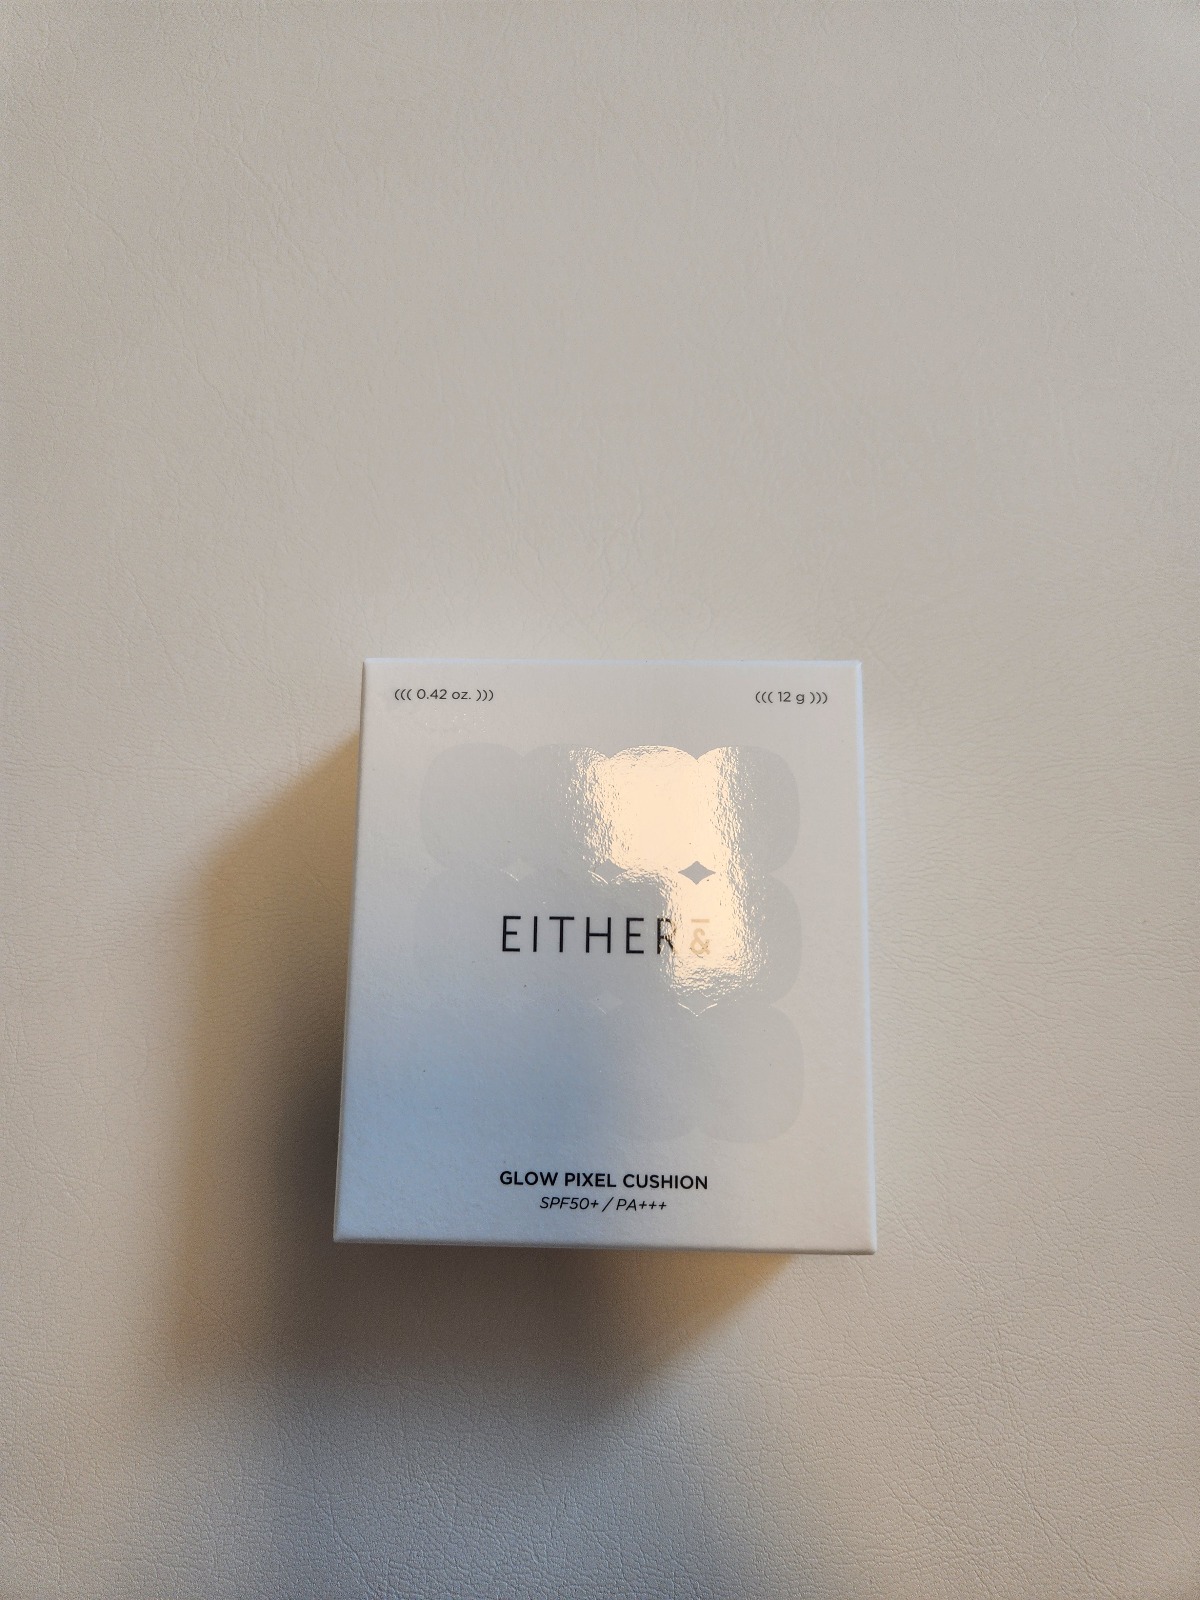 ((( 0.42 oz. )))
((( 12 g )))
EITHER &
GLOW PIXEL CUSHION
SPF50+ / PA+++